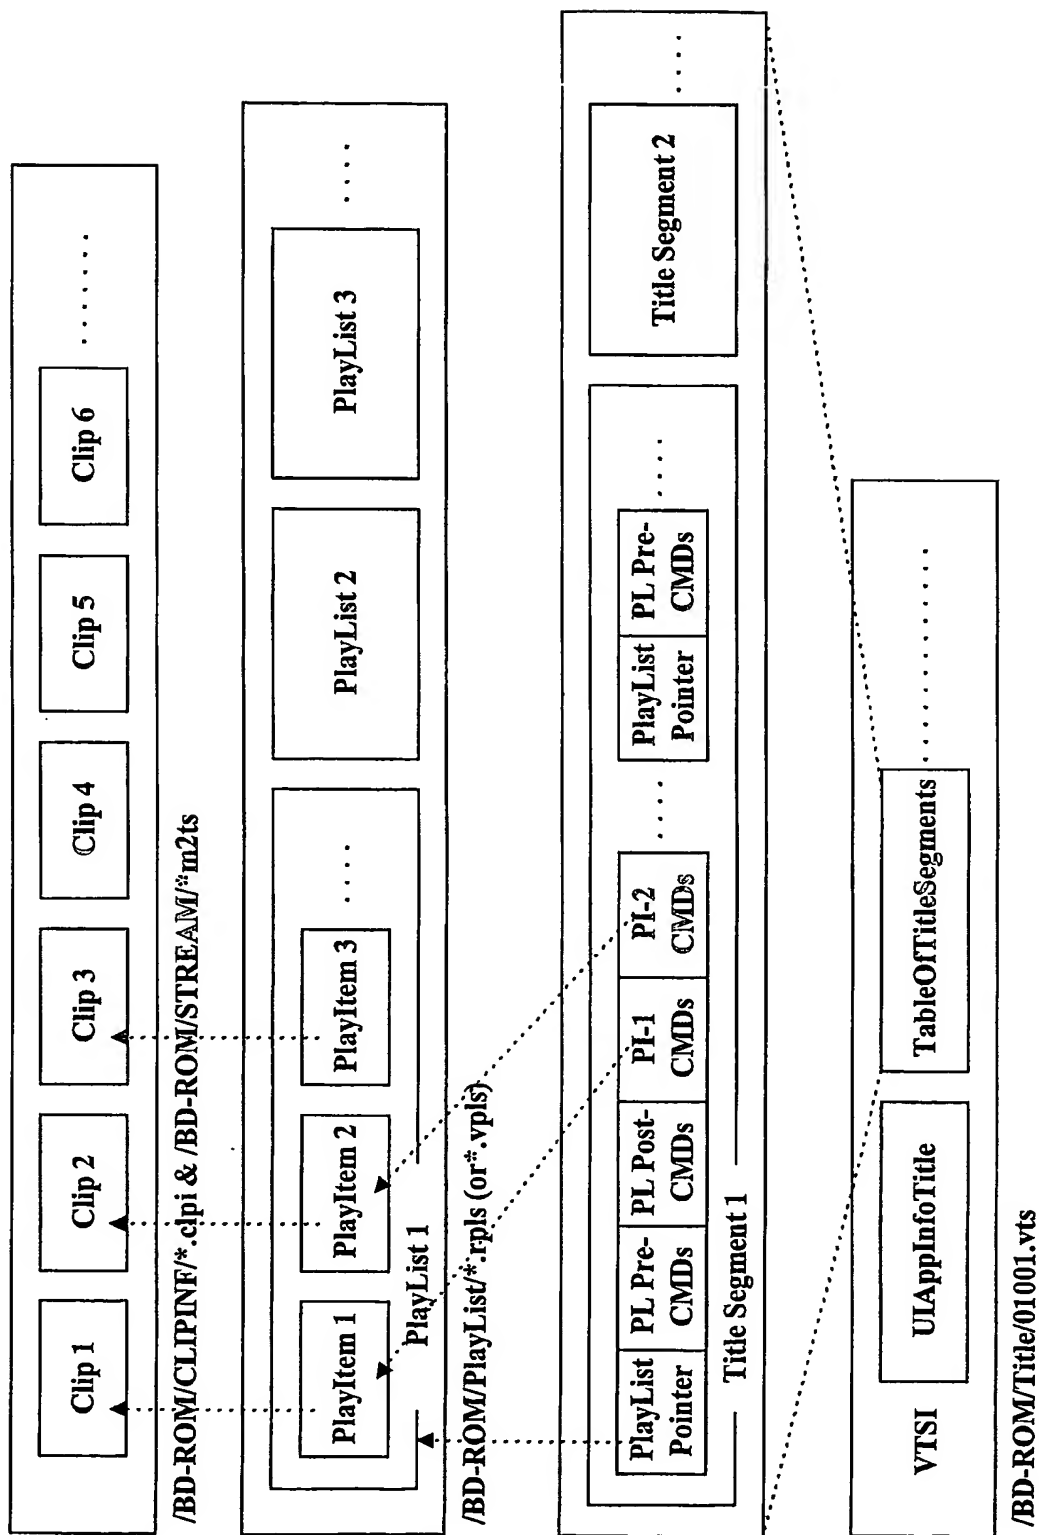 Clip 1
Clip 2
Clip 3
Clip 4
Clip 5
Clip 6
. . . . . . .
/BD-ROM/CLIPINF/*.clpi & /BD-ROM/STREAM/*m2ts
PlayItem 1
PlayItem 2
PlayItem 3
. . . .
PlayList 1
PlayList 2
PlayList 3
. . . .
/BD-ROM/PlayList/*.rpls (or*.vpls)
PlayList
Pointer
PL Pre-
CMDs
PL Post-
CMDs
PI-1
CMDs
PI-2
CMDs
. . . .
PlayList
Pointer
PL Pre-
CMDs
. . . .
Title Segment 1
Title Segment 2
. . . .
VTSI
UIAppInfoTitle
TableOfTitleSegments
. . . . . . . . . . . .
/BD-ROM/Title/01001.vts